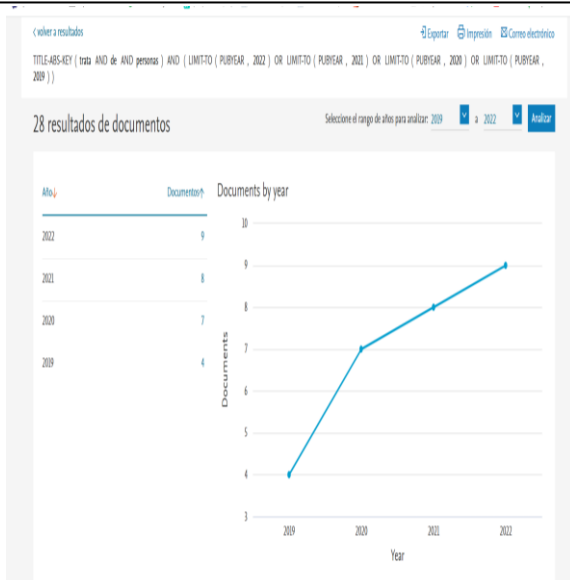 < volver a resultados
Exportar Impresión Correo electrónico
TITLE-ABS-KEY ( trata AND de AND personas ) AND ( LIMIT-TO ( PUBYEAR , 2022 ) OR LIMIT-TO ( PUBYEAR , 2021 ) OR LIMIT-TO ( PUBYEAR , 2020 ) OR LIMIT-TO ( PUBYEAR ,
2019 ) )
28 resultados de documentos
Seleccione el rango de años para analizar: 2019 a 2022 Analizar
Año↓ Documentos↑
2022 9
2021 8
2020 7
2019 4
Documents by year
10
9
8
7
6
5
4
3
Documents
2019 2020 2021 2022
Year